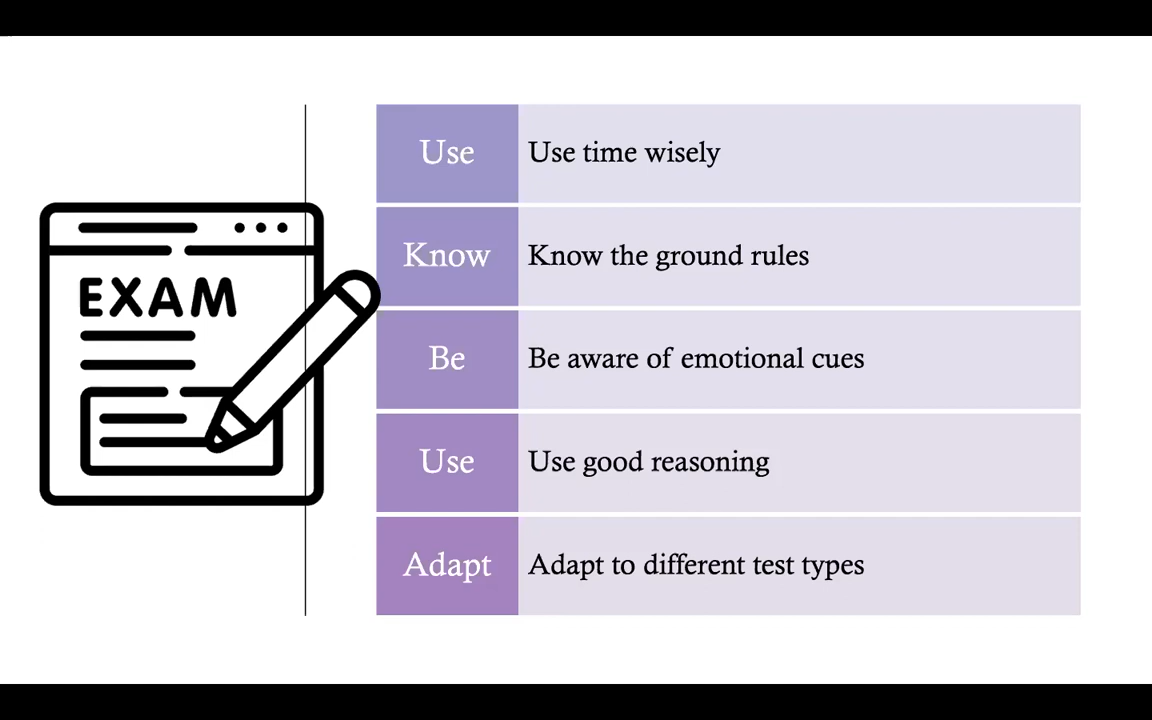 EXAM
Use
Use time wisely
Know
Know the ground rules
Be
Be aware of emotional cues
Use
Use good reasoning
Adapt
Adapt to different test types